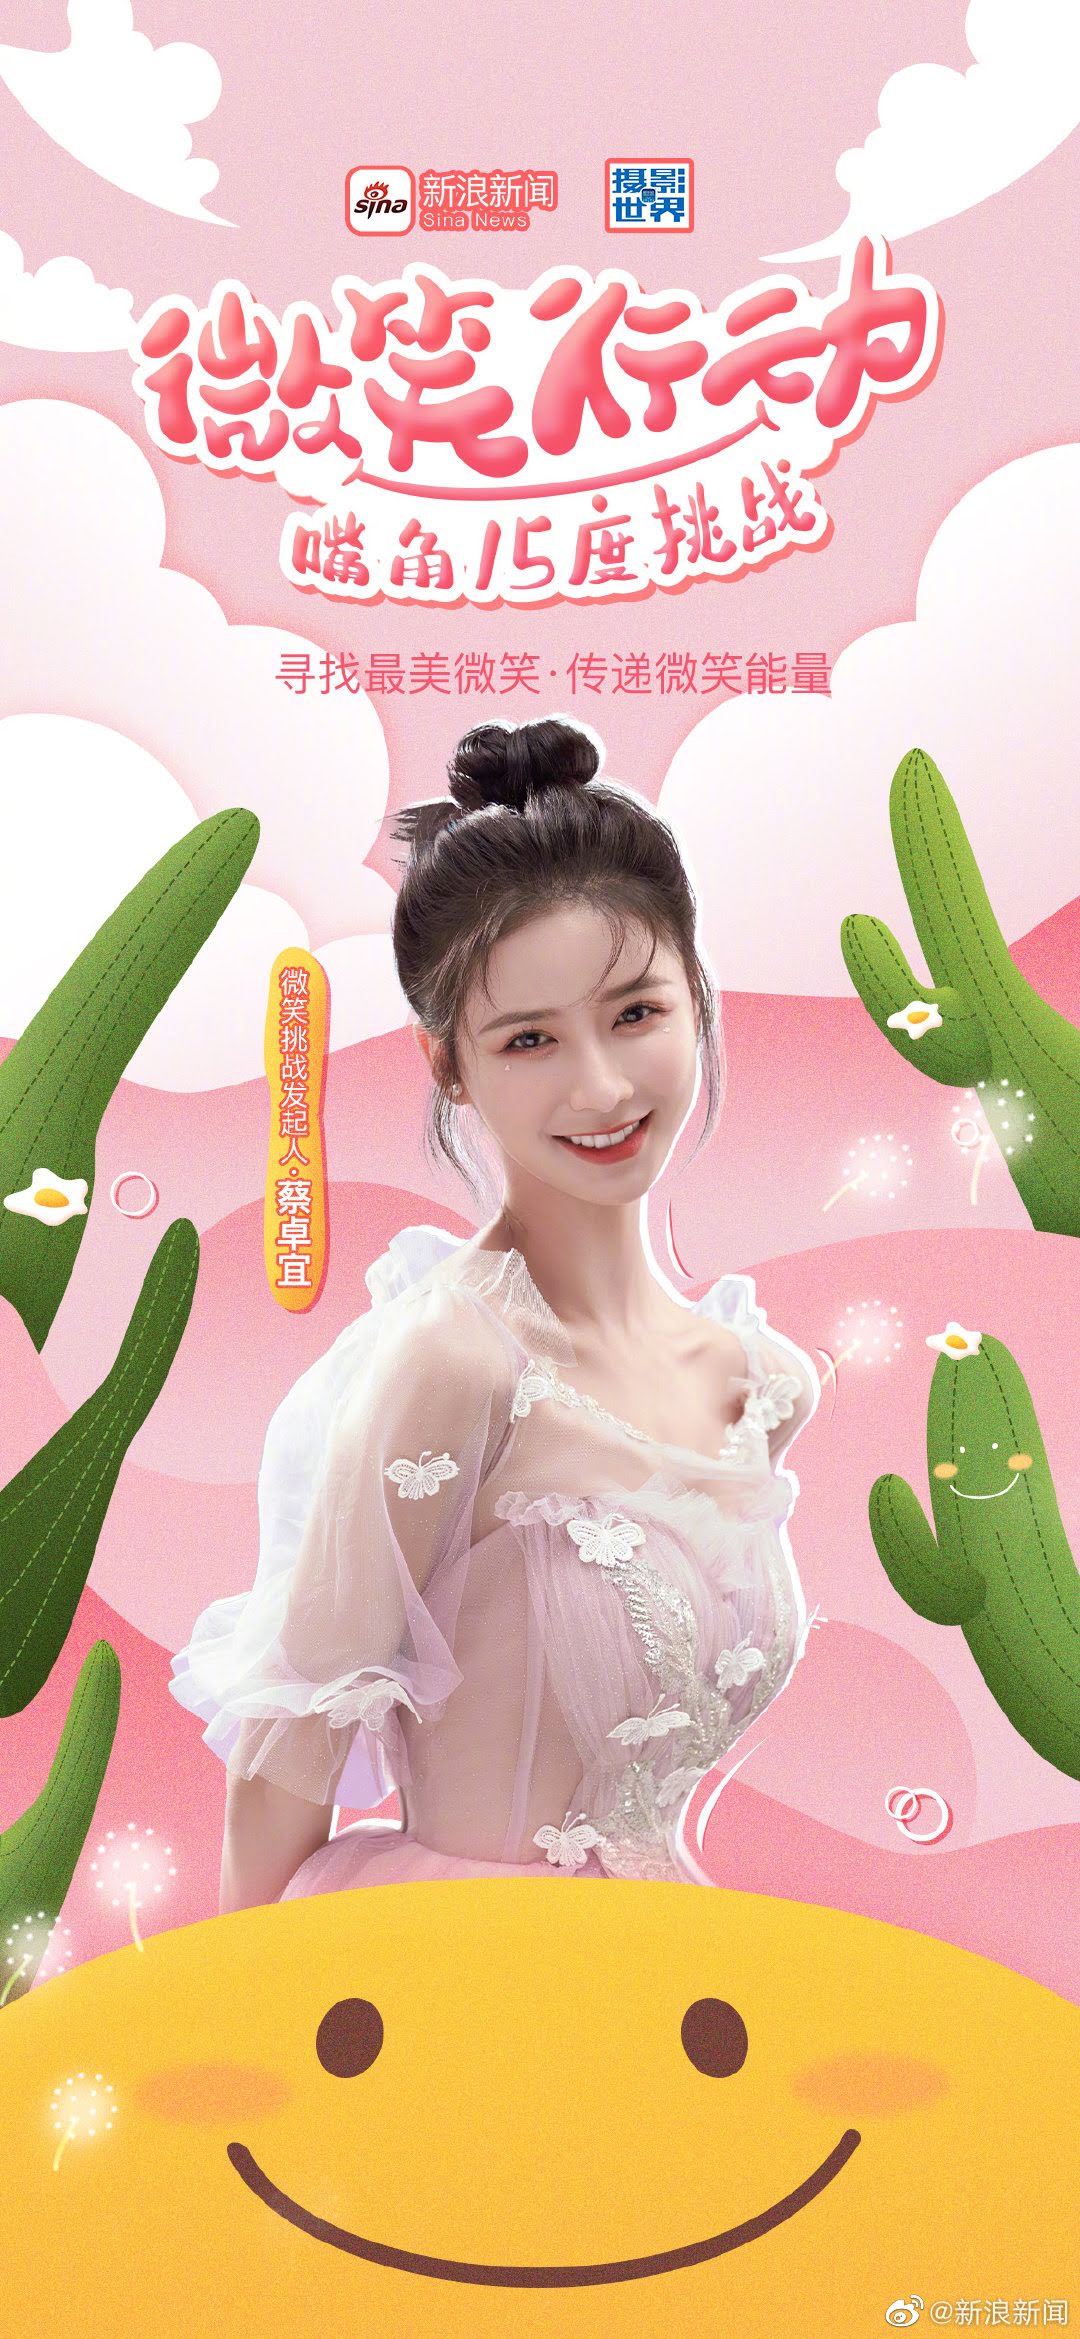 sina
新浪新闻
Sina News
摄影
世界
微笑行动
嘴角15度挑战
寻找最美微笑·传递微笑能量
微笑挑战发起人·蔡卓宜
@新浪新闻